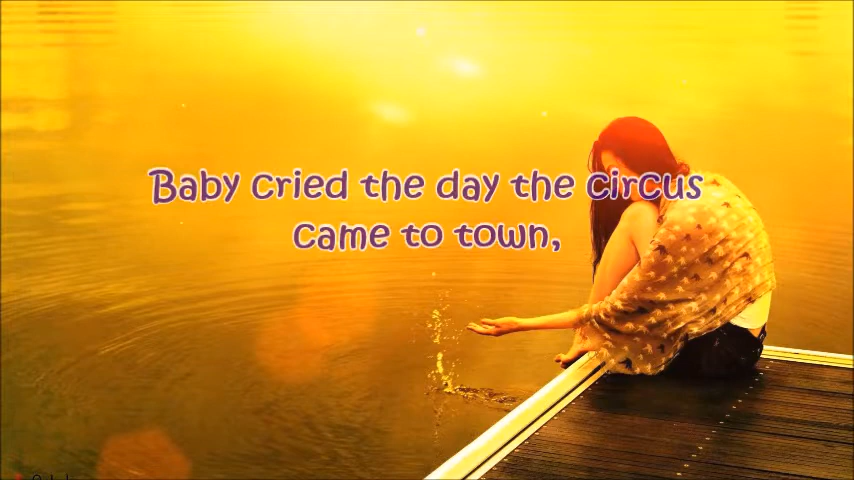 Baby cried the day the circus
came to town,